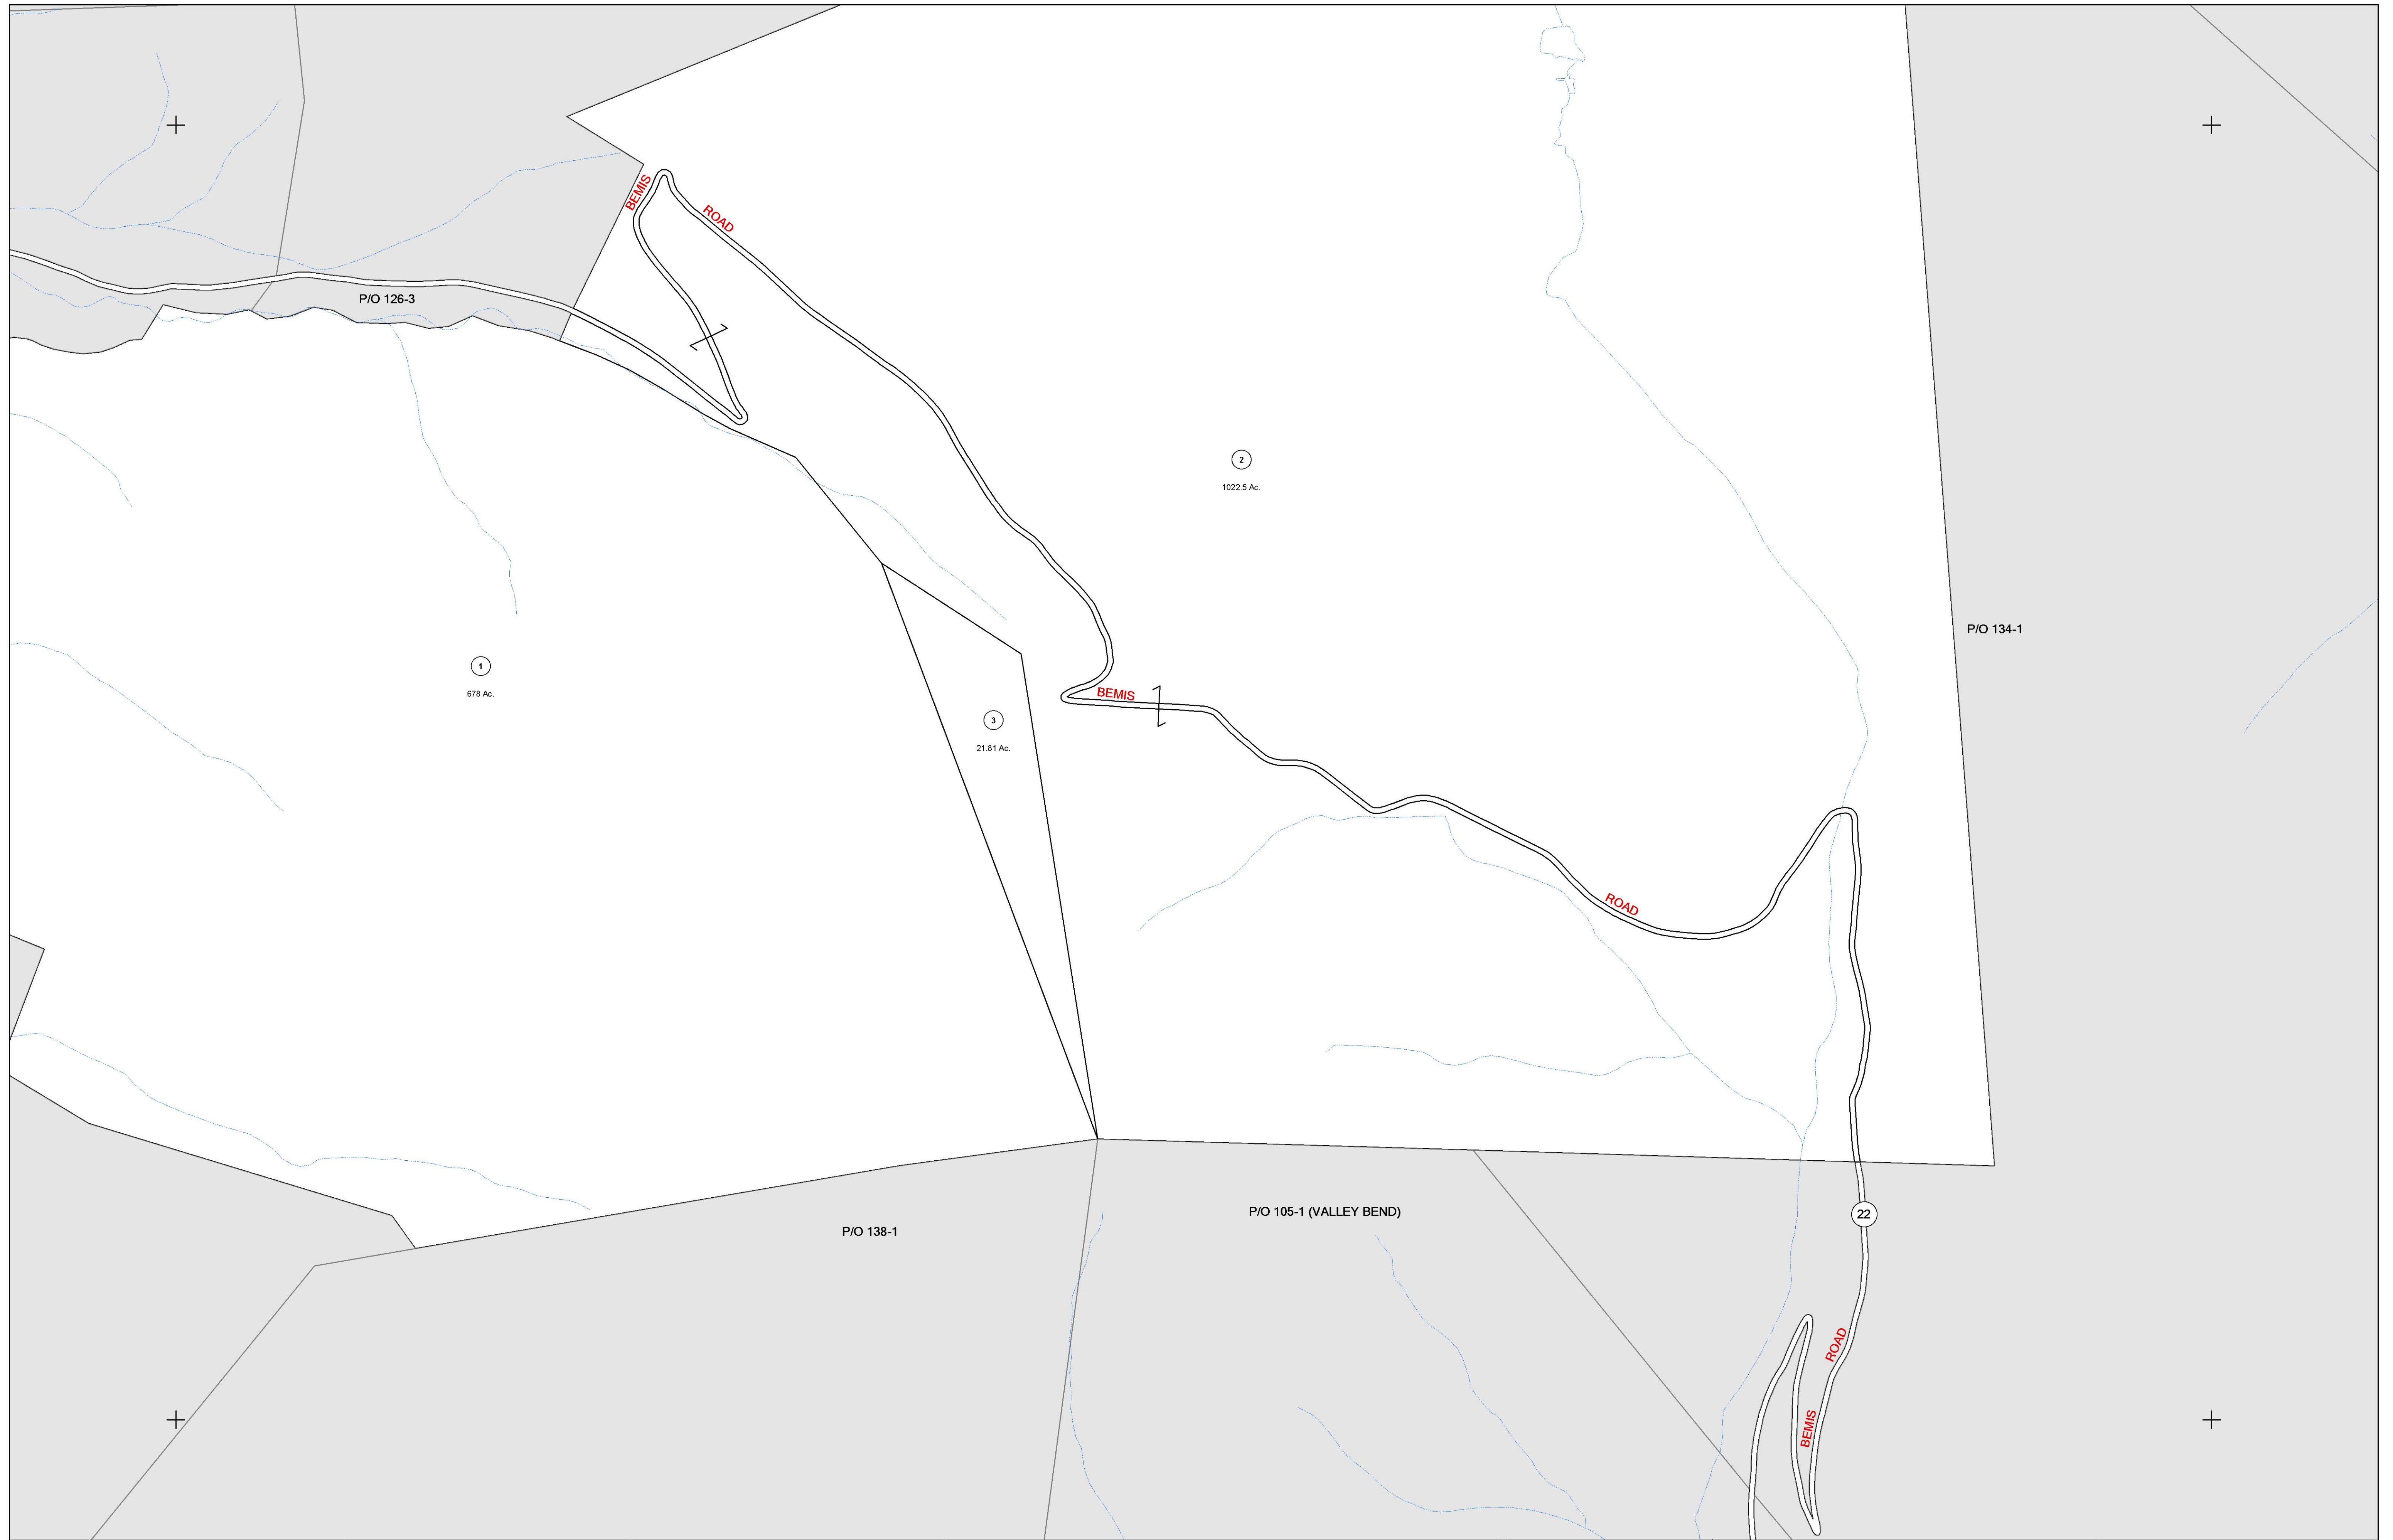 BEMIS
ROAD
P/O 126-3
2
1022.5 Ac.
P/O 134-1
1
678 Ac.
BEMIS
3
21.81 Ac.
ROAD
P/O 105-1 (VALLEY BEND)
22
P/O 138-1
ROAD
BEMIS